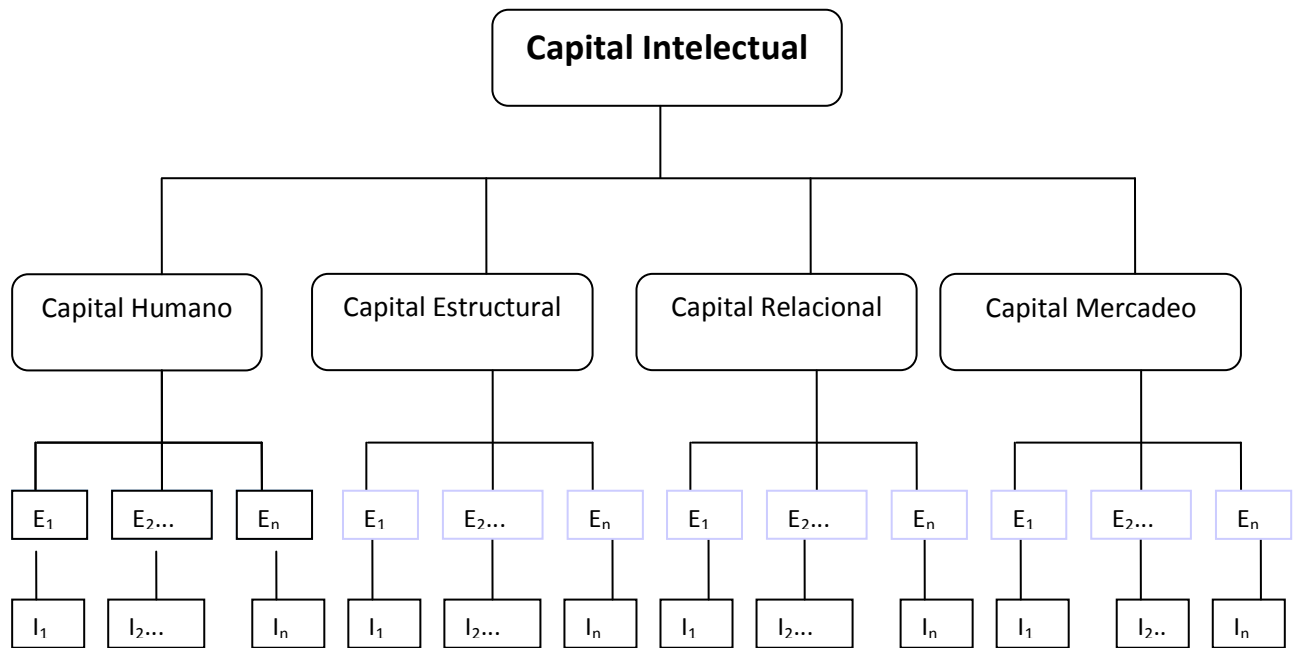 Capital Intelectual
Capital Humano
Capital Estructural
Capital Relacional
Capital Mercadeo
E₁
E₂...
Eₙ
E₁
E₂...
Eₙ
E₁
E₂...
Eₙ
E₁
E₂...
Eₙ
I₁
I₂...
Iₙ
I₁
I₂...
Iₙ
I₁
I₂...
Iₙ
I₁
I₂..
Iₙ